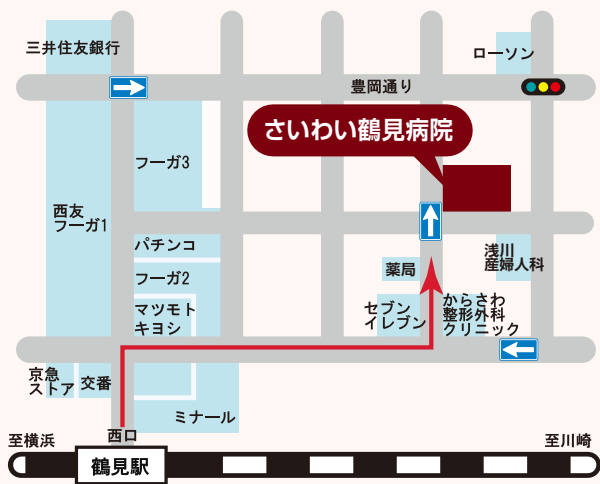 三井住友銀行
ローソン
豊岡通り
さいわい鶴見病院
フーガ3
西友
フーガ1
パチンコ
浅川
産婦人科
フーガ2
薬局
マツモト
キヨシ
セブン
イレブン
からさわ
整形外科
クリニック
京急
ストア
交番
ミナール
西口
至横浜
至川崎
鶴見駅